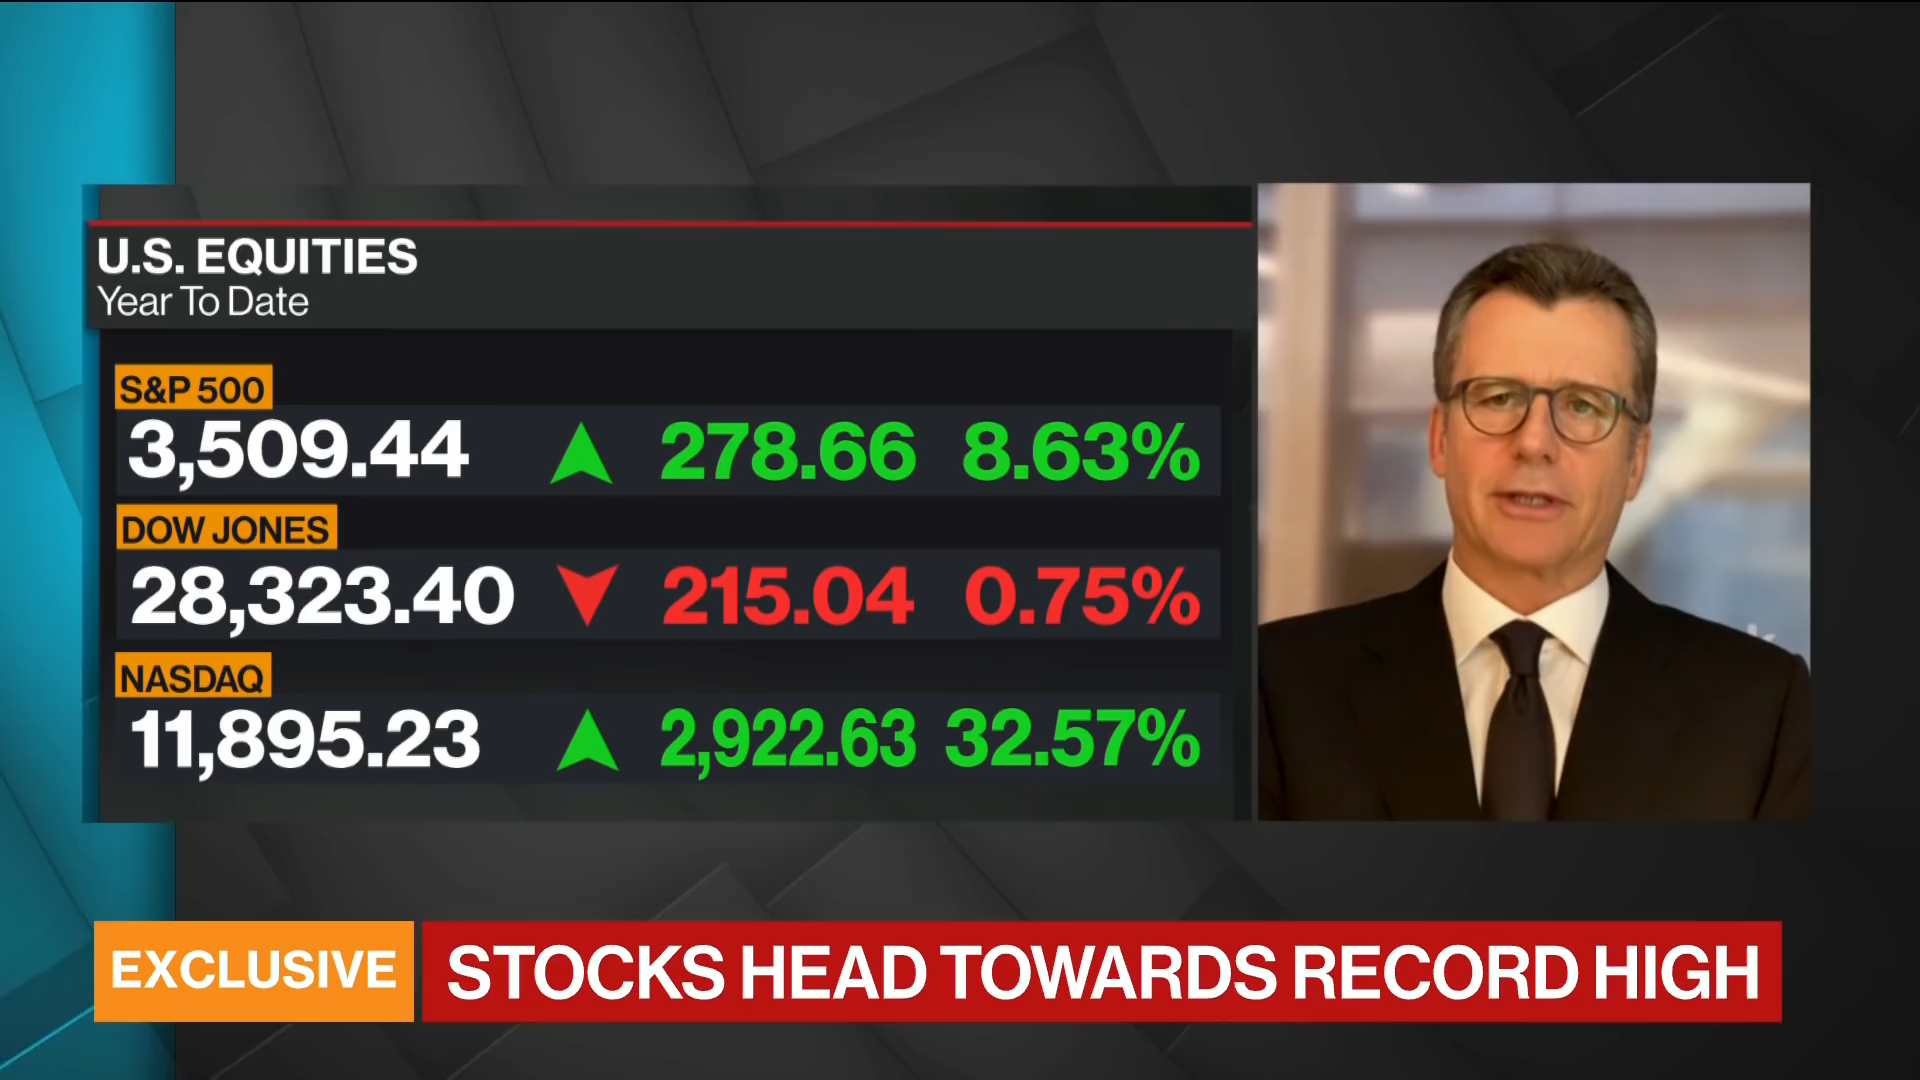 U.S. EQUITIES
Year To Date
S&P 500
3,509.44 278.66 8.63%
DOW JONES
28,323.40 215.04 0.75%
NASDAQ
11,895.23 2,922.63 32.57%
EXCLUSIVE STOCKS HEAD TOWARDS RECORD HIGH